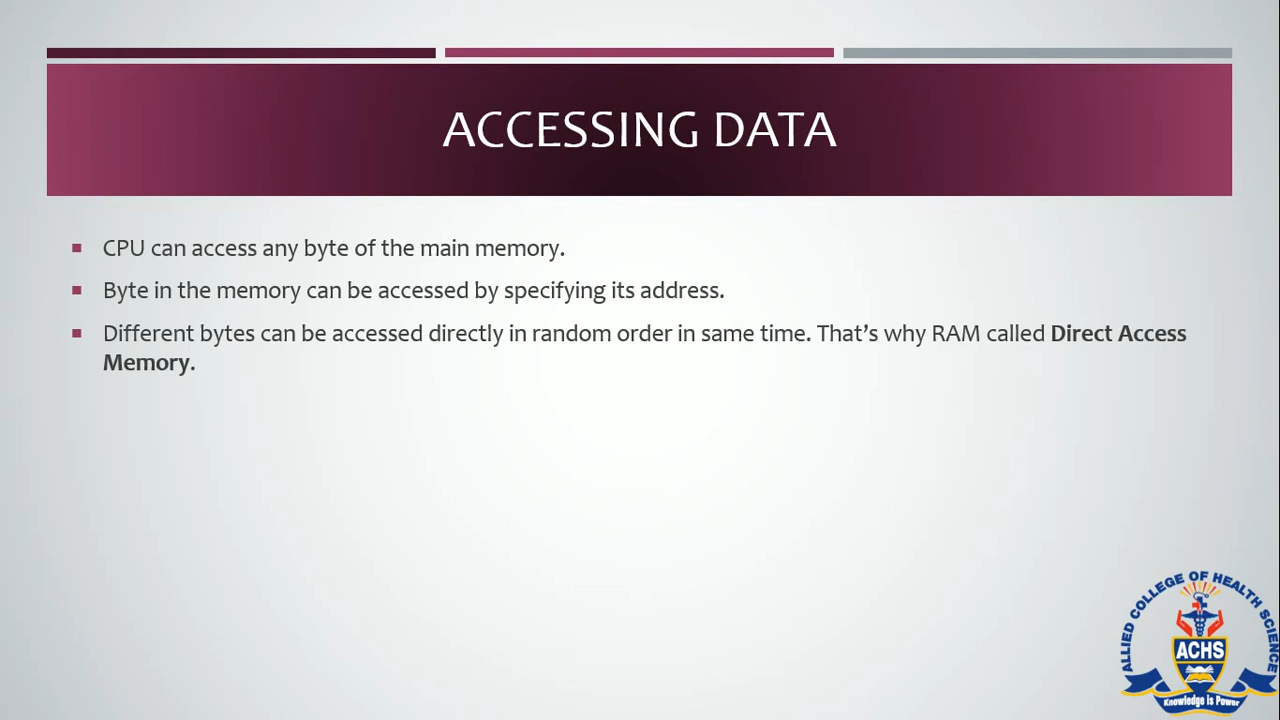 ACCESSING DATA
CPU can access any byte of the main memory.
Byte in the memory can be accessed by specifying its address.
Different bytes can be accessed directly in random order in same time. That's why RAM called Direct Access
Memory.
ALLIED COLLEGE OF HEALTH SCIENCE
ACHS
Knowledge is Power